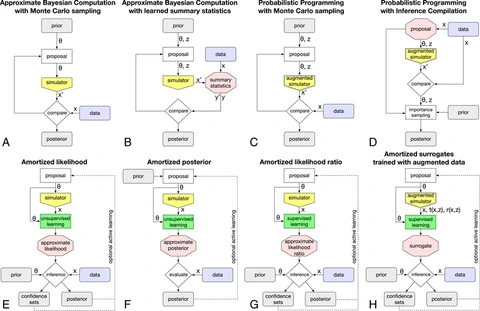 Approximate Bayesian Computation
with Monte Carlo sampling
prior
θ
proposal
θ
simulator
x'
compare
x
data
posterior
A
Approximate Bayesian Computation
with learned summary statistics
prior
θ, z
proposal
data
θ, z
x
simulator
x'
summary
statistics
y'
y
compare
posterior
B
Probabilistic Programming
with Monte Carlo sampling
prior
θ, z
proposal
θ, z
augmented
simulator
x'
compare
x
data
posterior
C
Probabilistic Programming
with Inference Compilation
proposal
x
data
θ, z
augmented
simulator
x
x'
compare
θ, z
importance
sampling
prior
posterior
D
Amortized likelihood
proposal
θ
simulator
x
θ
unsupervised
learning
approximate
likelihood
prior
θ
inference
x
data
confidence
sets
posterior
optional active learning
E
Amortized posterior
prior
proposal
θ
simulator
x
θ
unsupervised
learning
approximate
posterior
evaluate
x
data
posterior
optional active learning
F
Amortized likelihood ratio
proposal
θ
simulator
x
θ
supervised
learning
approximate
likelihood
ratio
prior
θ
inference
x
data
confidence
sets
posterior
optional active learning
G
Amortized surrogates
trained with augmented data
proposal
θ
augmented
simulator
x, t(x,z), r(x,z)
θ
supervised
learning
surrogate
prior
θ
inference
x
data
confidence
sets
posterior
optional active learning
H